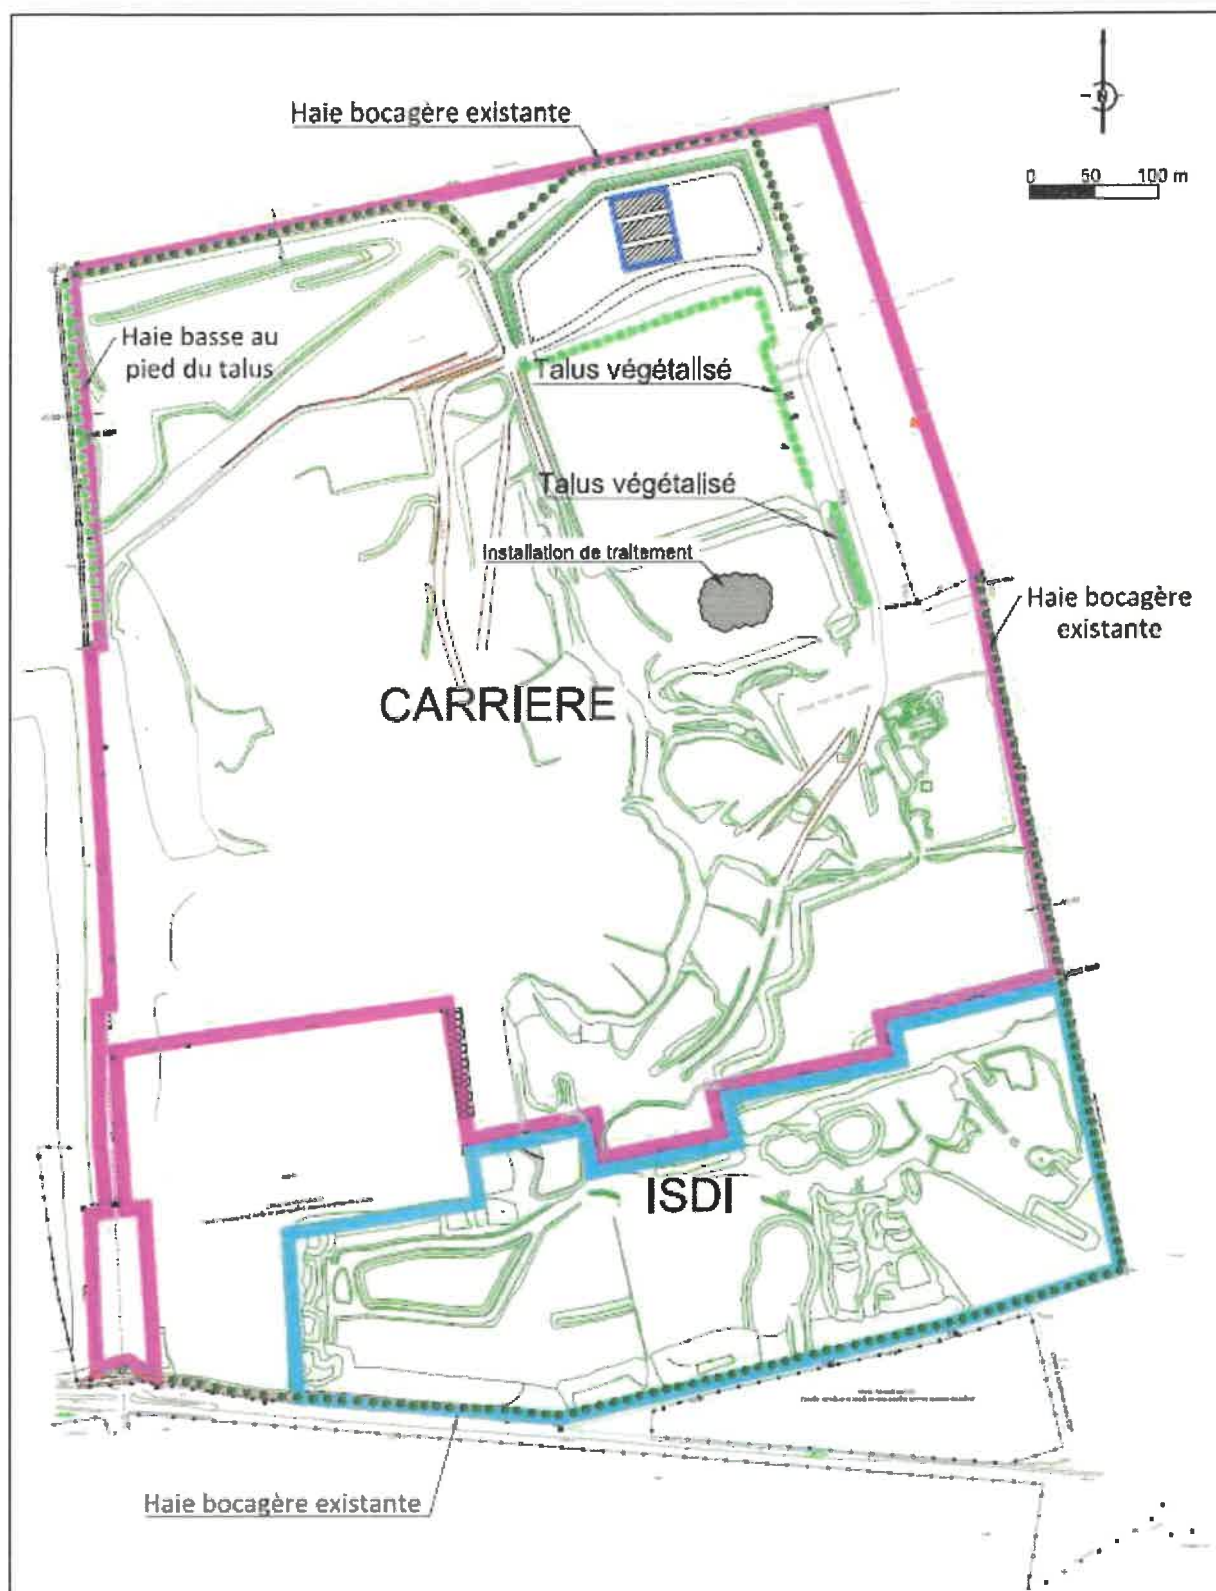 N
Haie bocagère existante
0 50 100 m
Haie basse au
pied du talus
Talus végétalisé
Talus végétalisé
Installation de traitement
Haie bocagère
existante
CARRIERE
ISDI
Haie bocagère existante